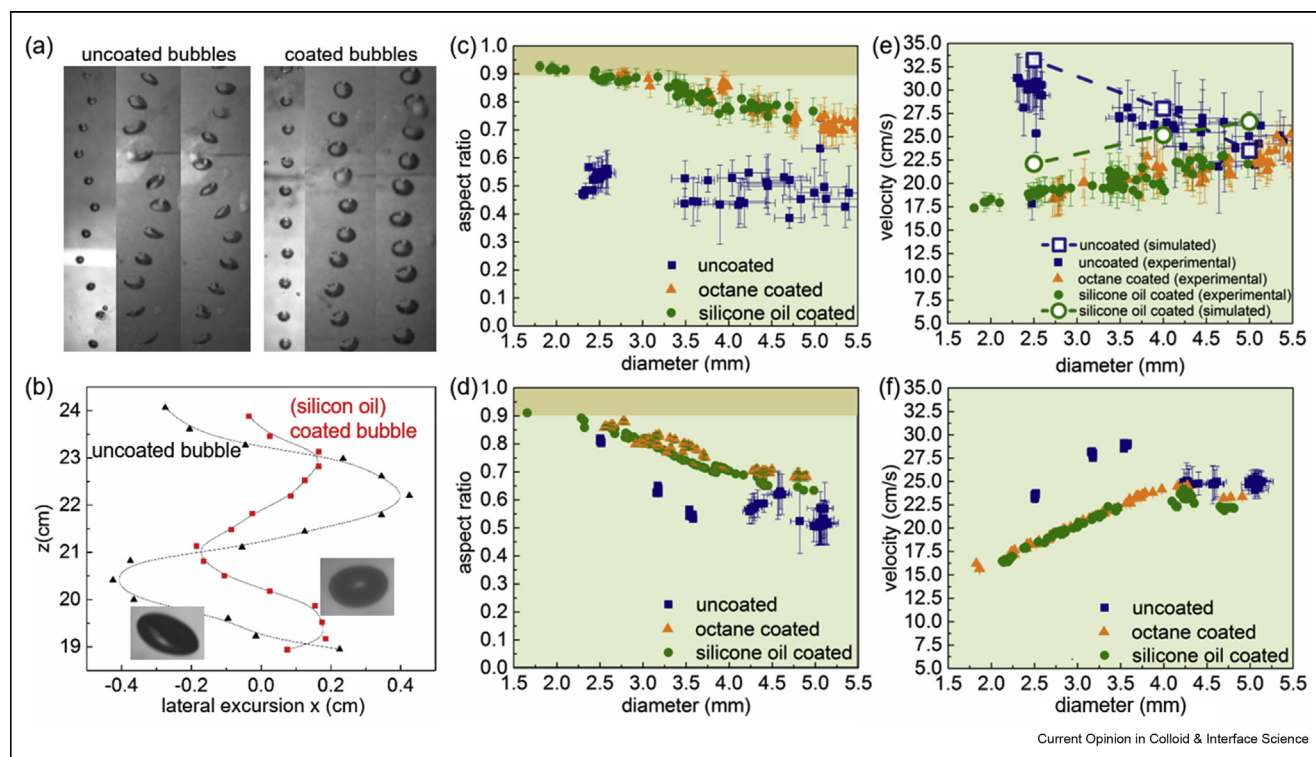 (a) uncoated bubbles coated bubbles
(b)
24
23
22
21
20
19
z(cm)
(silicon oil)
coated bubble
uncoated bubble
-0.4 -0.2 0.0 0.2 0.4
lateral excursion x (cm)
(c)
1.0
0.9
0.8
0.7
0.6
0.5
0.4
0.3
0.2
0.1
0.0
aspect ratio
uncoated
octane coated
silicone oil coated
1.5 2.0 2.5 3.0 3.5 4.0 4.5 5.0 5.5
diameter (mm)
(d)
1.0
0.9
0.8
0.7
0.6
0.5
0.4
0.3
0.2
0.1
0.0
aspect ratio
uncoated
octane coated
silicone oil coated
1.5 2.0 2.5 3.0 3.5 4.0 4.5 5.0 5.5
diameter (mm)
(e)
35.0
32.5
30.0
27.5
25.0
22.5
20.0
17.5
15.0
12.5
10.0
7.5
5.0
velocity (cm/s)
uncoated (simulated)
uncoated (experimental)
octane coated (experimental)
silicone oil coated (experimental)
silicone oil coated (simulated)
1.5 2.0 2.5 3.0 3.5 4.0 4.5 5.0 5.5
diameter (mm)
(f)
35.0
32.5
30.0
27.5
25.0
22.5
20.0
17.5
15.0
12.5
10.0
7.5
5.0
velocity (cm/s)
uncoated
octane coated
silicone oil coated
1.5 2.0 2.5 3.0 3.5 4.0 4.5 5.0 5.5
diameter (mm)
Current Opinion in Colloid & Interface Science